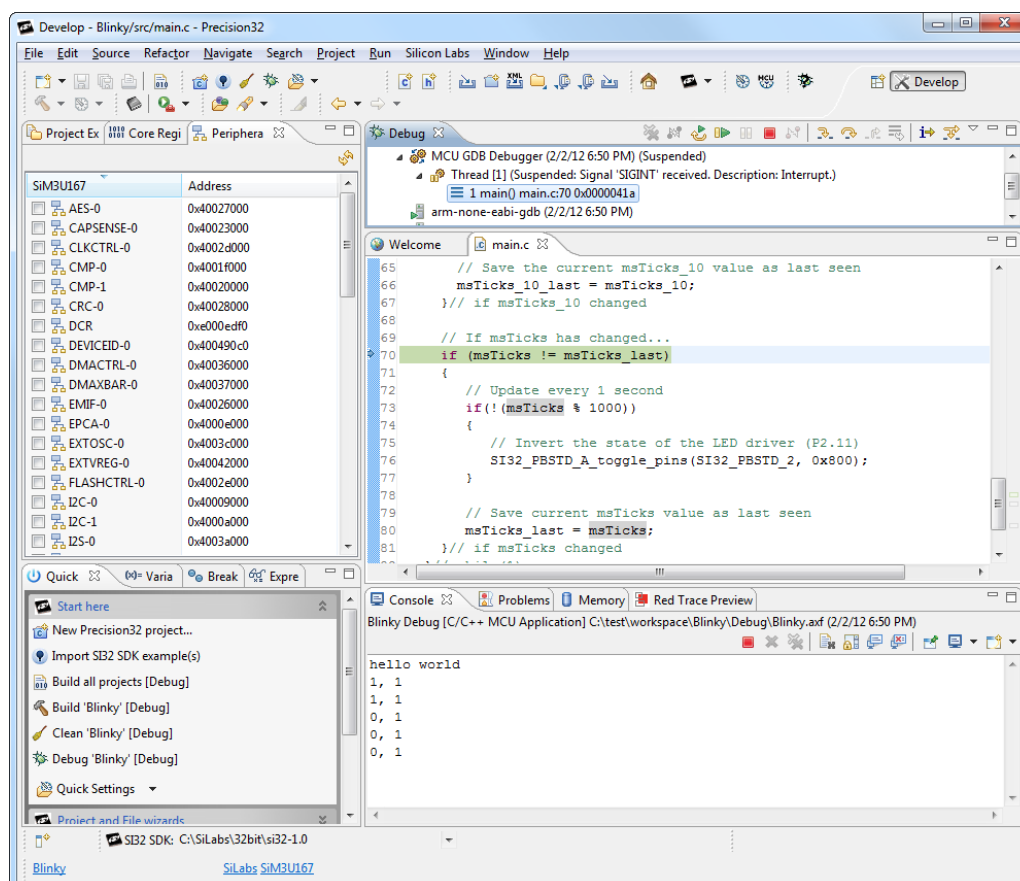 Develop - Blinky/src/main.c - Precision32
File Edit Source Refactor Navigate Search Project Run Silicon Labs Window Help
Develop
Project Ex Core Regi Periphera
SiM3U167 Address
AES-0 0x40027000
CAPSENSE-0 0x40023000
CLKCTRL-0 0x4002d000
CMP-0 0x4001f000
CMP-1 0x40020000
CRC-0 0x40028000
DCR 0xe000edf0
DEVICEID-0 0x400490c0
DMACTRL-0 0x40036000
DMAXBAR-0 0x40037000
EMIF-0 0x40026000
EPCA-0 0x4000e000
EXTOSC-0 0x4003c000
EXTVREG-0 0x40042000
FLASHCTRL-0 0x4002e000
I2C-0 0x40009000
I2C-1 0x4000a000
I2S-0 0x4003a000
Debug
MCU GDB Debugger (2/2/12 6:50 PM) (Suspended)
Thread [1] (Suspended: Signal 'SIGINT' received. Description: Interrupt.)
1 main() main.c:70 0x0000041a
arm-none-eabi-gdb (2/2/12 6:50 PM)
Welcome main.c
65 // Save the current msTicks_10 value as last seen
66 msTicks_10_last = msTicks_10;
67 }// if msTicks_10 changed
68
69 // If msTicks has changed...
70 if (msTicks != msTicks_last)
71 {
72 // Update every 1 second
73 if(!(msTicks % 1000))
74 {
75 // Invert the state of the LED driver (P2.11)
76 SI32_PBSTD_A_toggle_pins(SI32_PBSTD_2, 0x800);
77 }
78
79 // Save current msTicks value as last seen
80 msTicks_last = msTicks;
81 }// if msTicks changed
Quick (x)= Varia Break Expre
Start here
New Precision32 project...
Import SI32 SDK example(s)
Build all projects [Debug]
Build 'Blinky' [Debug]
Clean 'Blinky' [Debug]
Debug 'Blinky' [Debug]
Quick Settings
Project and File wizards
Console Problems Memory Red Trace Preview
Blinky Debug [C/C++ MCU Application] C:\test\workspace\Blinky\Debug\Blinky.axf (2/2/12 6:50 PM)
hello world
1, 1
1, 1
0, 1
0, 1
0, 1
SI32 SDK: C:\SiLabs\32bit\si32-1.0
Blinky SiLabs SiM3U167